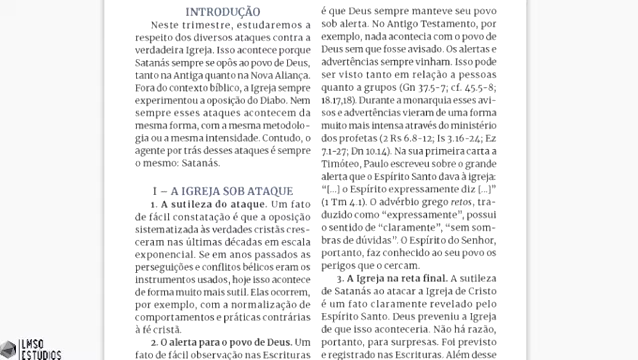 INTRODUÇÃO
Neste trimestre, estudaremos a
respeito dos diversos ataques contra a
verdadeira Igreja. Isso acontece porque
Satanás sempre se opôs ao povo de Deus,
tanto na Antiga quanto na Nova Aliança.
Fora do contexto bíblico, a Igreja sempre
experimentou a oposição do Diabo. Nem
sempre esses ataques acontecem da
mesma forma, com a mesma metodolo-
gia ou a mesma intensidade. Contudo, o
agente por trás desses ataques é sempre
o mesmo: Satanás.
I – A IGREJA SOB ATAQUE
1. A sutileza do ataque. Um fato
de fácil constatação é que a oposição
sistematizada às verdades cristãs cres-
ceram nas últimas décadas em escala
exponencial. Se em anos passados as
perseguições e conflitos bélicos eram os
instrumentos usados, hoje isso acontece
de forma muito mais sutil. Elas ocorrem,
por exemplo, com a normalização de
comportamentos e práticas contrárias
à fé cristã.
2. O alerta para o povo de Deus. Um
fato de fácil observação nas Escrituras
é que Deus sempre manteve seu povo
sob alerta. No Antigo Testamento, por
exemplo, nada acontecia com o povo de
Deus sem que fosse avisado. Os alertas e
advertências sempre vinham. Isso pode
ser visto tanto em relação a pessoas
quanto a grupos (Gn 37.5-7; cf. 45.5-8;
18.17,18). Durante a monarquia esses avi-
sos e advertências vieram de uma forma
muito mais intensa através do ministério
dos profetas (2 Rs 6.8-12; Is 3.16-24; Ez
7.1-27; Dn 10.14). Na sua primeira carta a
Timóteo, Paulo escreveu sobre o grande
alerta que o Espírito Santo dava à igreja:
“[...] o Espírito expressamente diz [...]”
(1 Tm 4.1). O advérbio grego retos, tra-
duzido como “expressamente”, possui
o sentido de “claramente”, “sem som-
bras de dúvidas”. O Espírito do Senhor,
portanto, faz conhecido ao seu povo os
perigos que o cercam.
3. A Igreja na reta final. A sutileza
de Satanás ao atacar a Igreja de Cristo
é um fato claramente revelado pelo
Espírito Santo. Deus preveniu a Igreja
de que isso aconteceria. Não há razão,
portanto, para surpresas. Foi previsto
e registrado nas Escrituras. Além desse
LMSO
ESTUDIOS